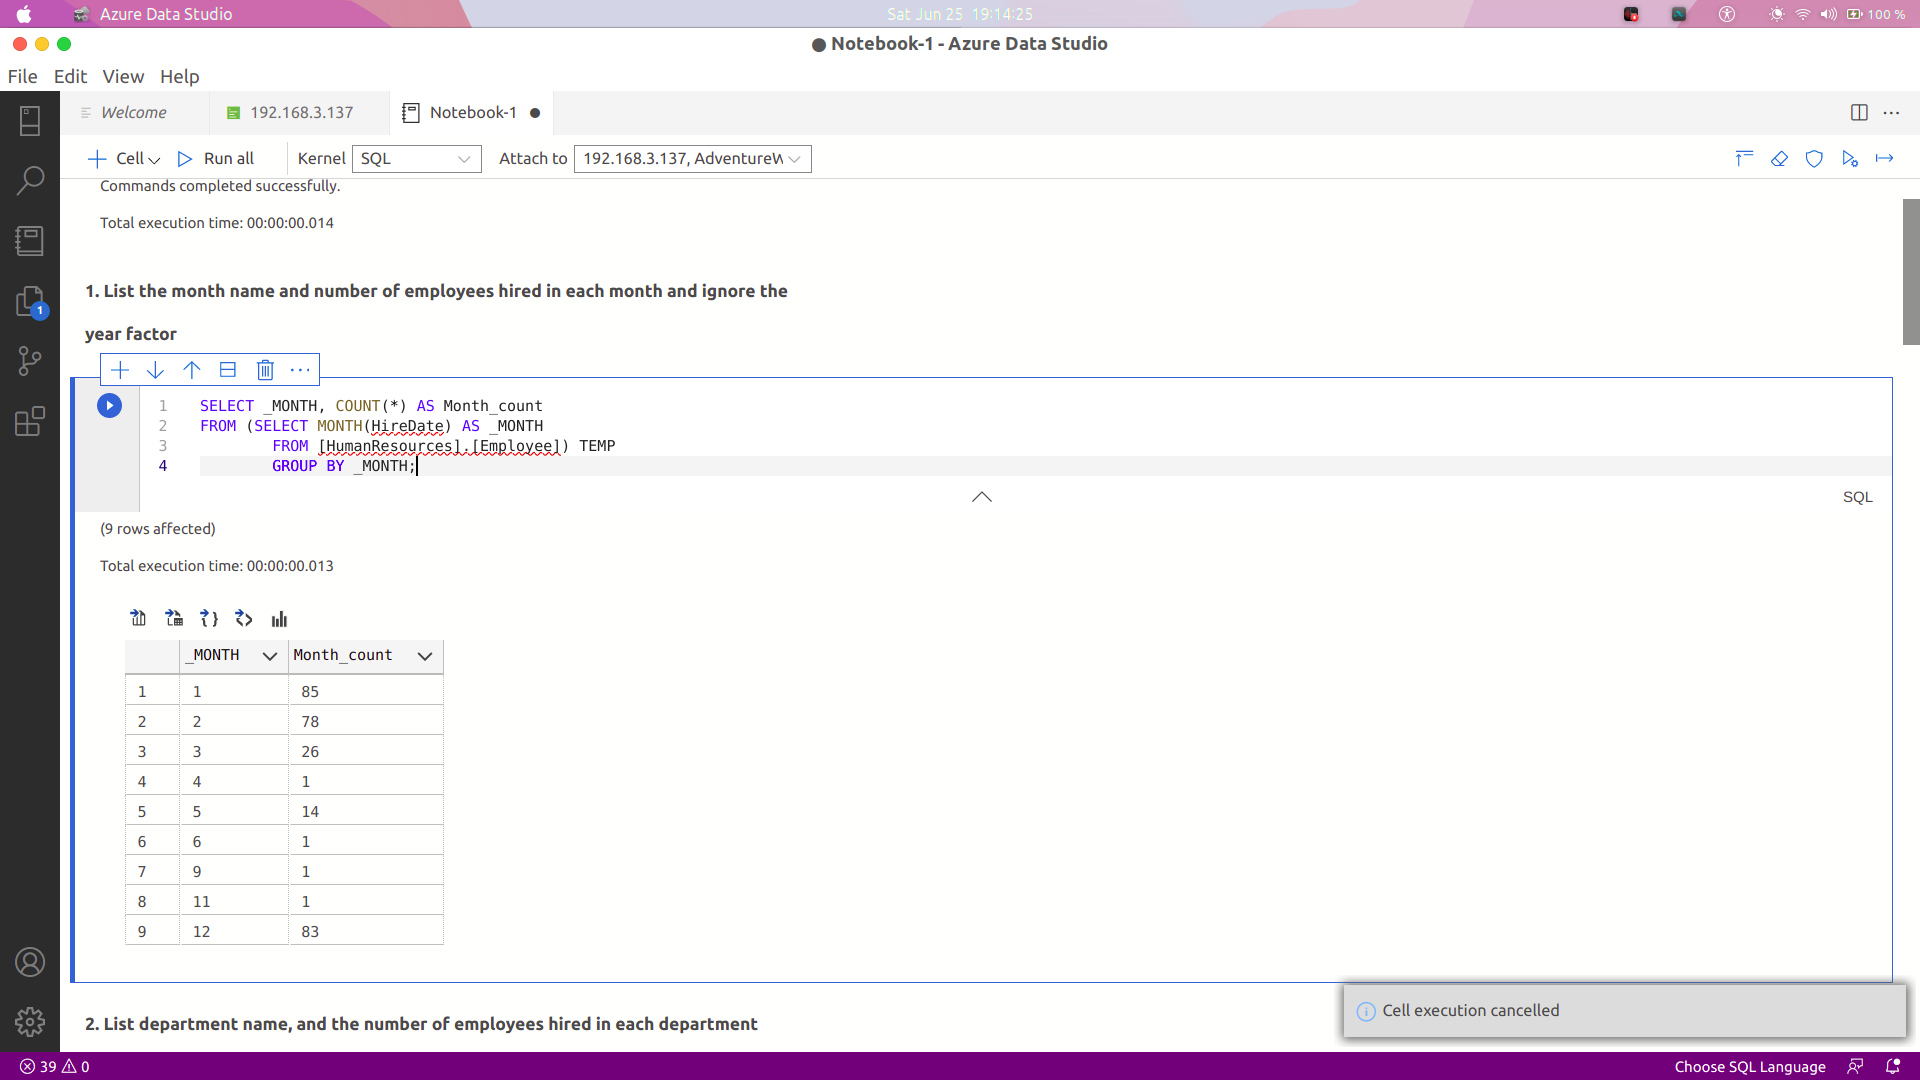 Azure Data Studio
Sat Jun 25 19:14:25
100 %
Notebook-1 - Azure Data Studio
File Edit View Help
Welcome
192.168.3.137
Notebook-1
Cell
Run all
Kernel
SQL
Attach to
192.168.3.137, AdventureW
Commands completed successfully.
Total execution time: 00:00:00.014
1
1. List the month name and number of employees hired in each month and ignore the
year factor
1 SELECT _MONTH, COUNT(*) AS Month_count
2 FROM (SELECT MONTH(HireDate) AS _MONTH
3 FROM [HumanResources].[Employee]) TEMP
4 GROUP BY _MONTH;
SQL
(9 rows affected)
Total execution time: 00:00:00.013
_MONTH Month_count
1 1 85
2 2 78
3 3 26
4 4 1
5 5 14
6 6 1
7 9 1
8 11 1
9 12 83
Cell execution cancelled
2. List department name, and the number of employees hired in each department
39 0
Choose SQL Language